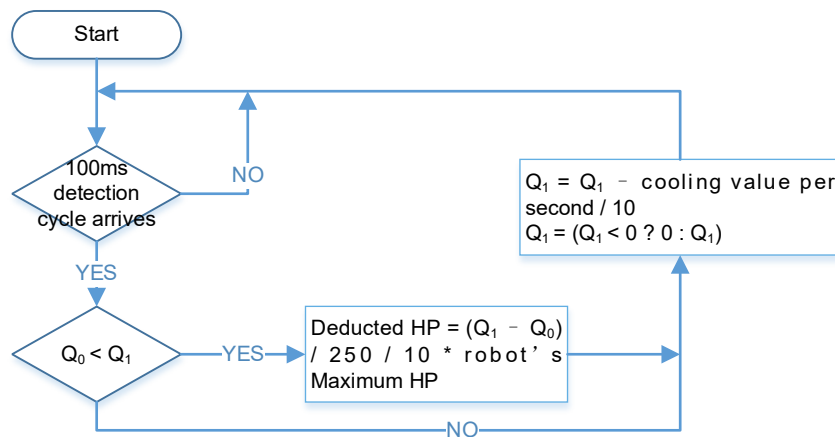 Start
100ms
detection
cycle arrives
NO
YES
Q₀ < Q₁
YES
Deducted HP = (Q₁ – Q₀)
/ 250 / 10 * robot’s
Maximum HP
Q₁ = Q₁ – cooling value per
second / 10
Q₁ = (Q₁ < 0 ? 0 : Q₁)
NO